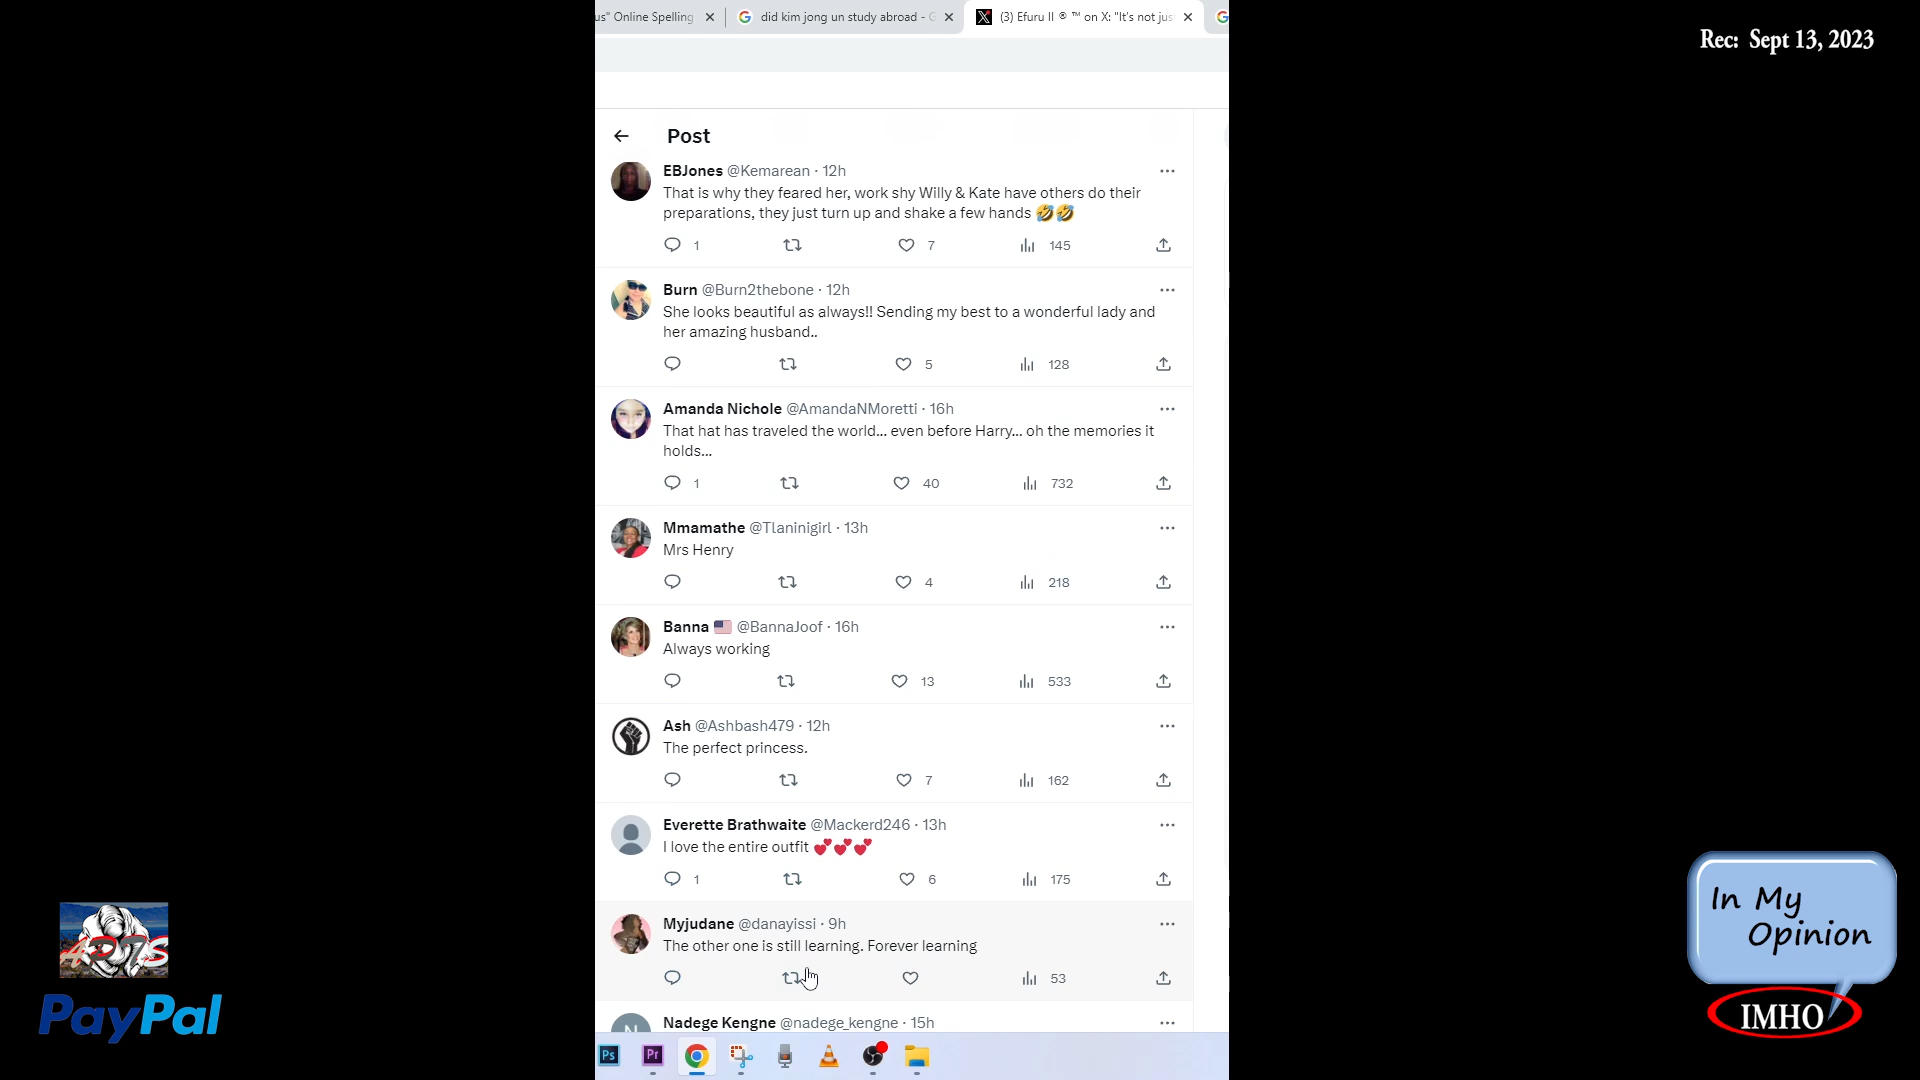 us" Online Spelling
did kim jong un study abroad - G
(3) Efuru II ® ™ on X: "It's not jus
Rec: Sept 13, 2023
Post
EBJones @Kemarean · 12h
That is why they feared her, work shy Willy & Kate have others do their
preparations, they just turn up and shake a few hands 🤣🤣
1 7 145
Burn @Burn2thebone · 12h
She looks beautiful as always!! Sending my best to a wonderful lady and
her amazing husband..
5 128
Amanda Nichole @AmandaNMoretti · 16h
That hat has traveled the world... even before Harry... oh the memories it
holds...
1 40 732
Mmamathe @Tlaninigirl · 13h
Mrs Henry
4 218
Banna 🇺🇸 @BannaJoof · 16h
Always working
13 533
Ash @Ashbash479 · 12h
The perfect princess.
7 162
Everette Brathwaite @Mackerd246 · 13h
I love the entire outfit 💕💕💕
1 6 175
Myjudane @danayissi · 9h
The other one is still learning. Forever learning
53
N
Nadege Kengne @nadege_kengne · 15h
Ps Pr
PayPal
In My
Opinion
IMHO